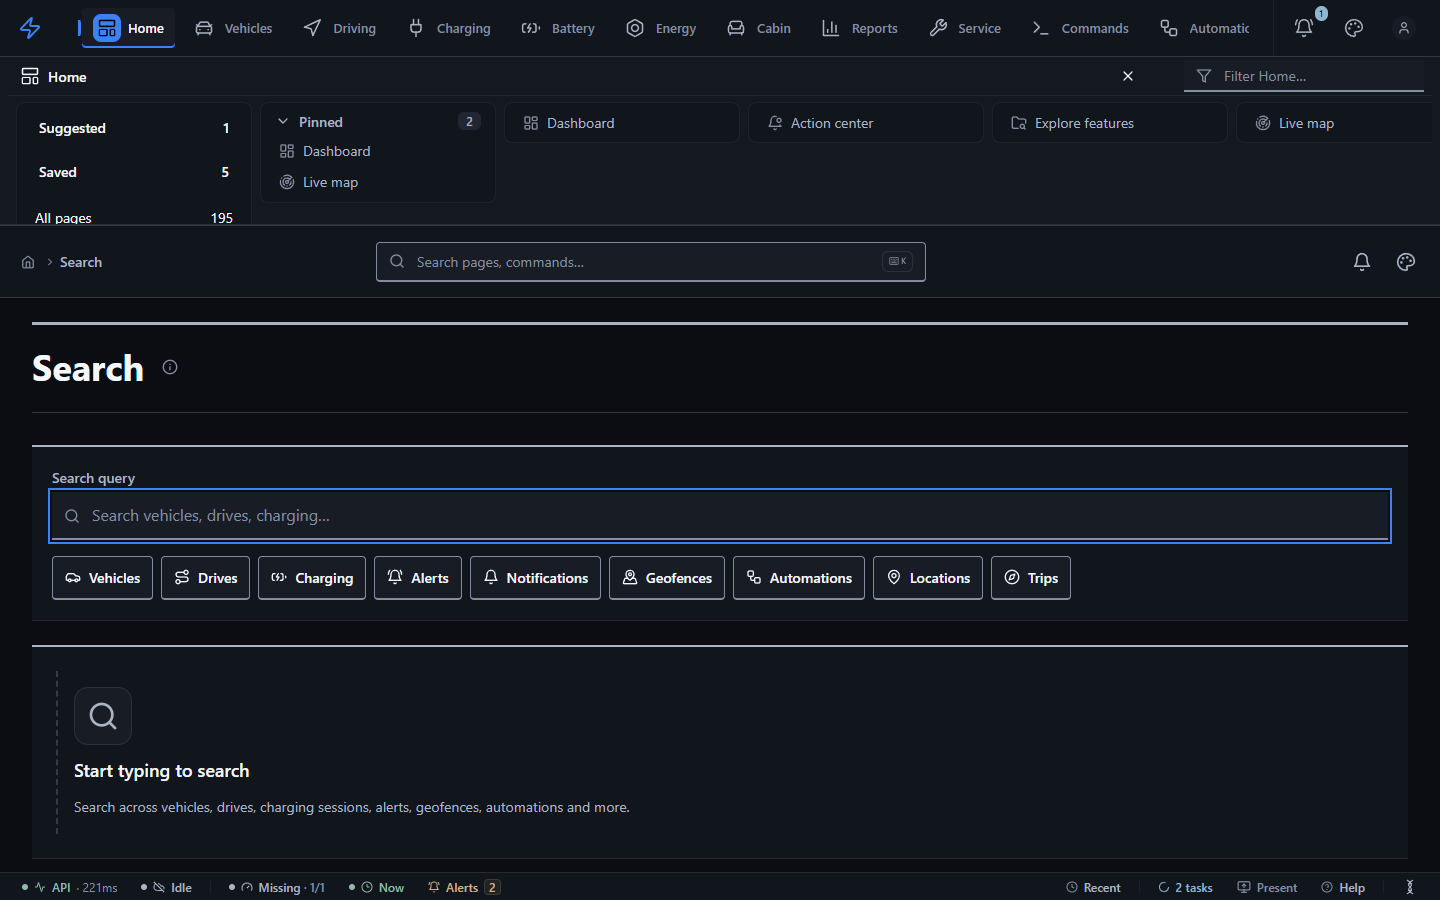 Home Vehicles Driving Charging Battery Energy Cabin Reports Service Commands Automatic 1
Home Filter Home...
Suggested 1
Saved 5
All pages 195
Pinned 2
Dashboard
Live map
Dashboard
Action center
Explore features
Live map
Search Search pages, commands... K
Search
Search query
Search vehicles, drives, charging...
Vehicles Drives Charging Alerts Notifications Geofences Automations Locations Trips
Start typing to search
Search across vehicles, drives, charging sessions, alerts, geofences, automations and more.
API · 221ms Idle Missing · 1/1 Now Alerts 2 Recent 2 tasks Present Help